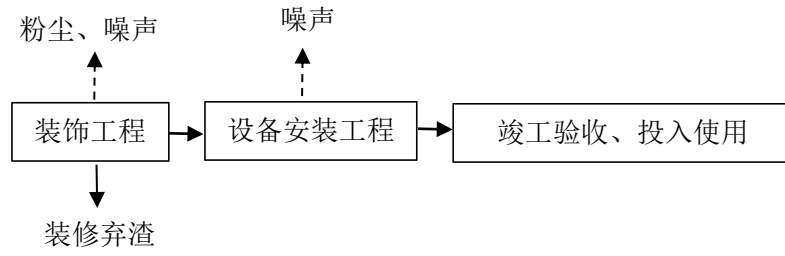 粉尘、噪声
噪声
装饰工程
设备安装工程
竣工验收、投入使用
装修弃渣